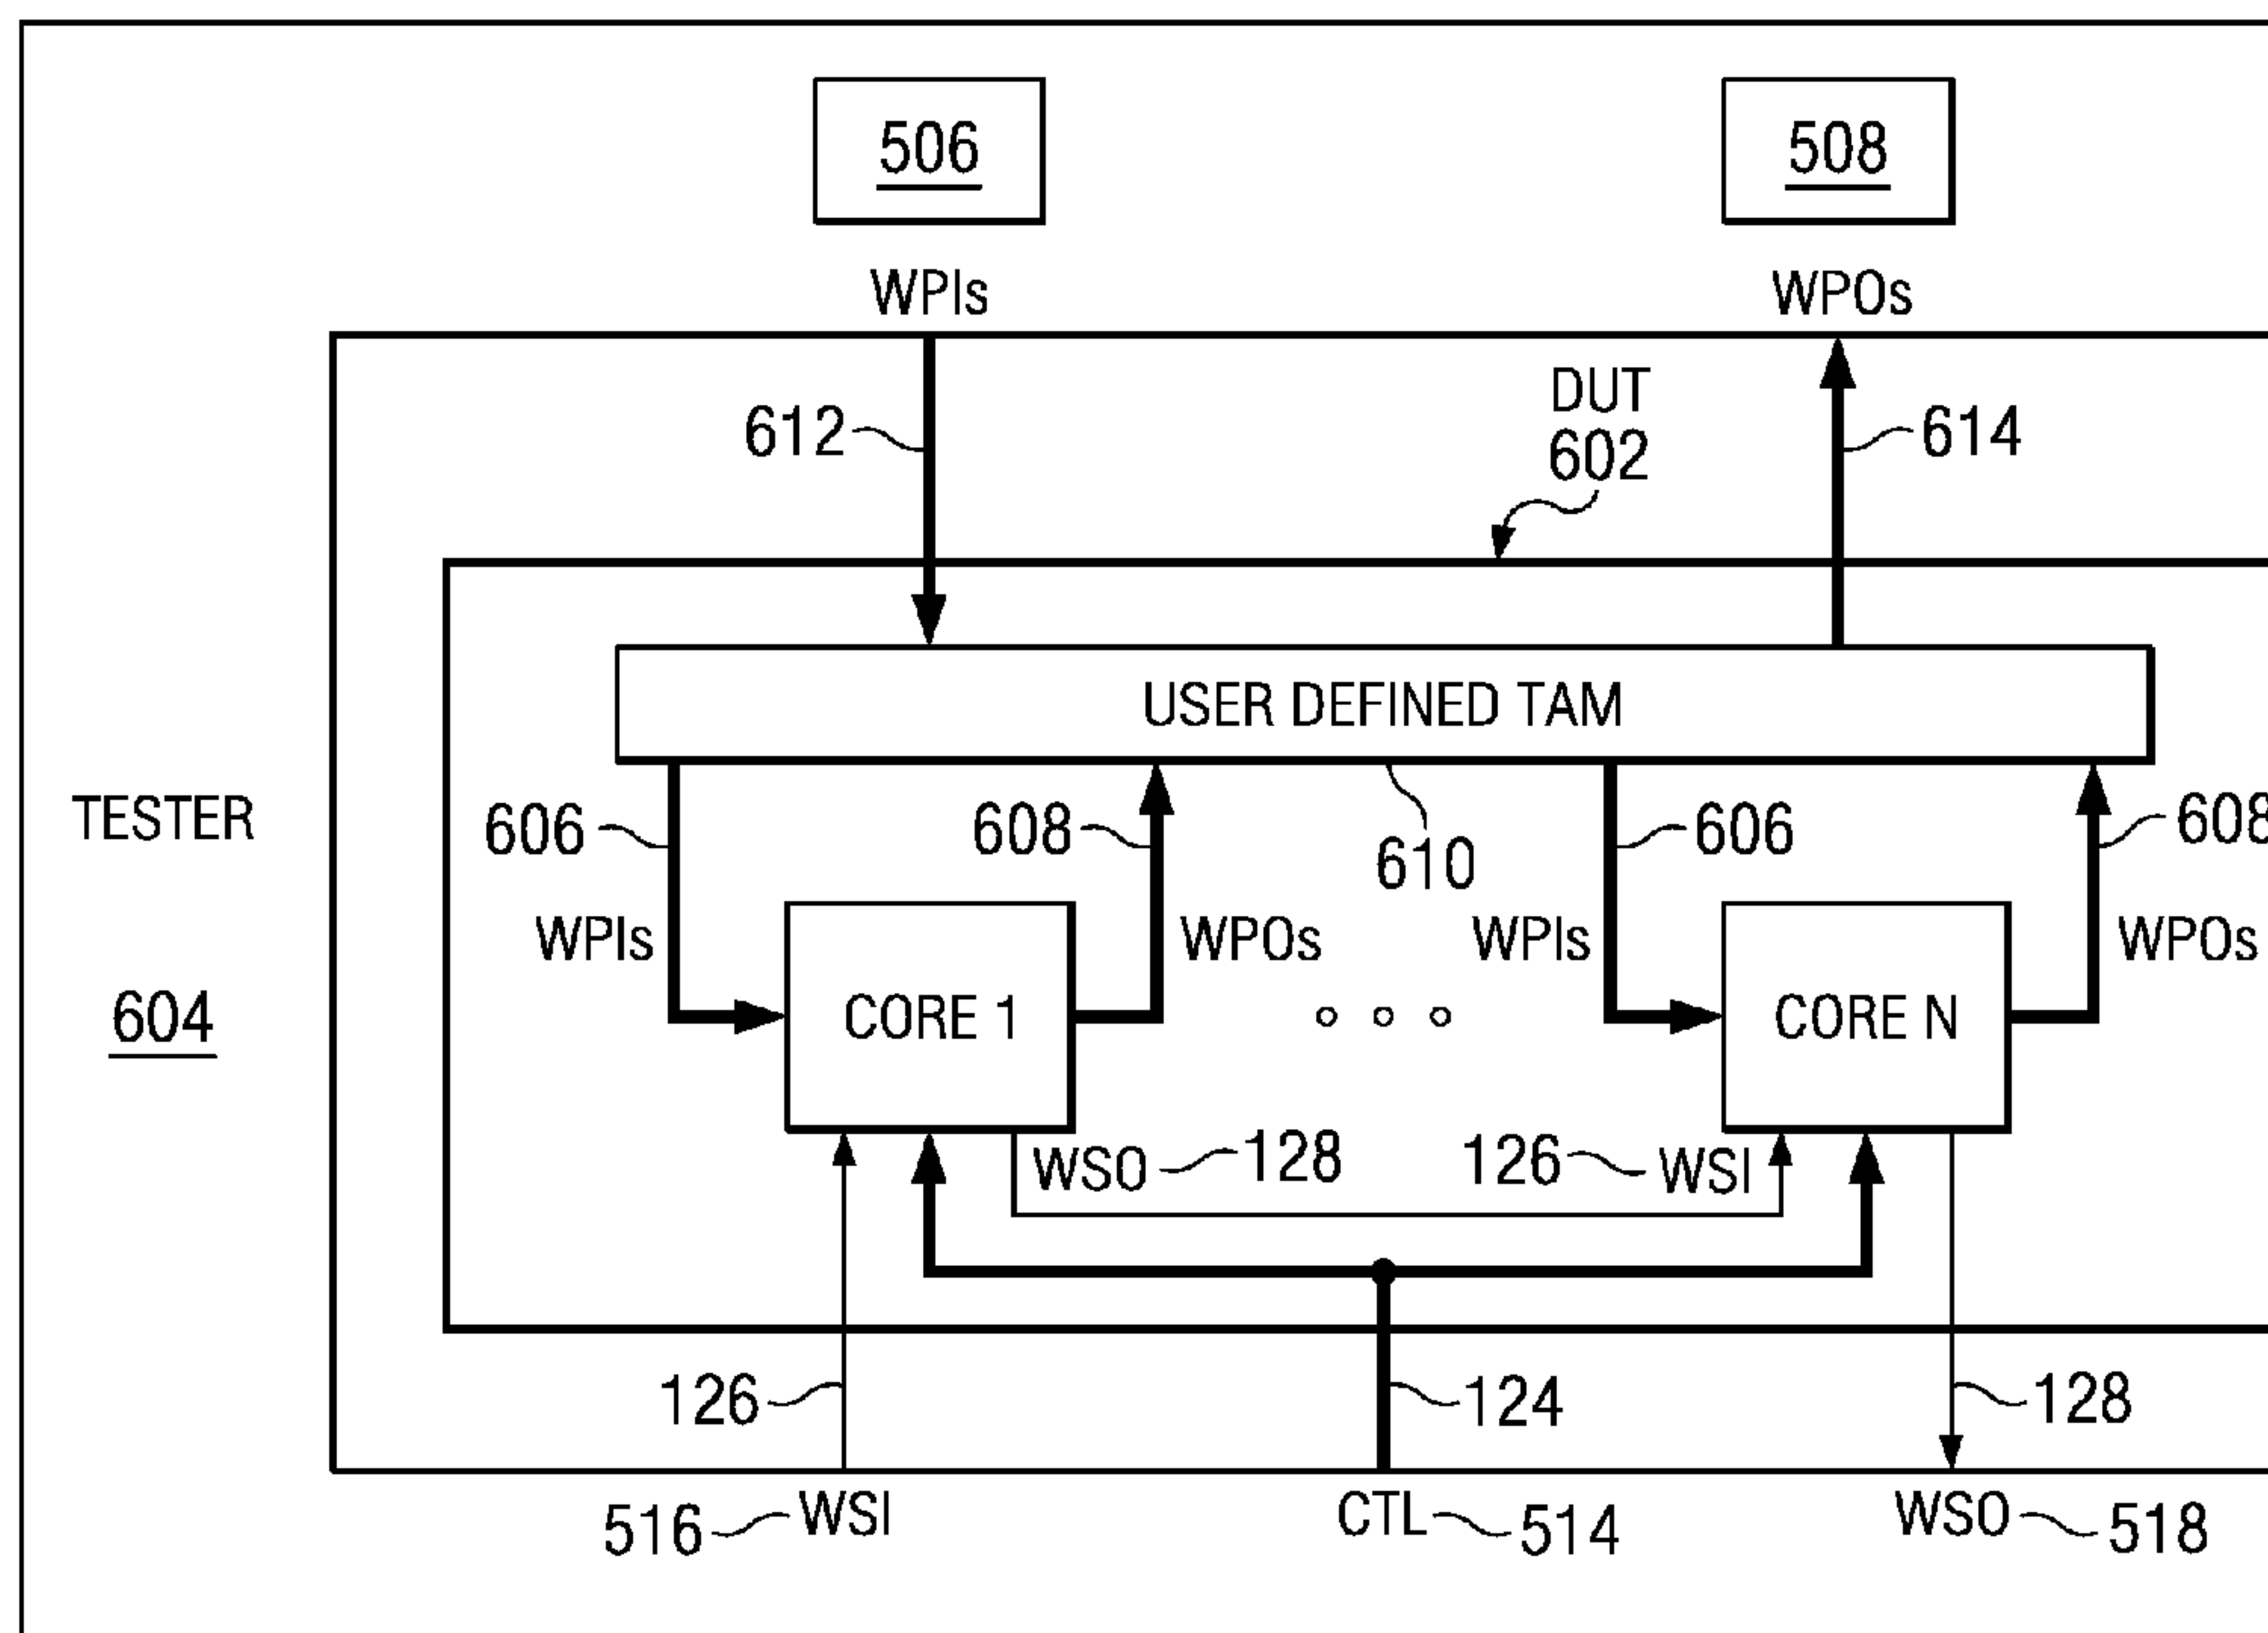 506
508
WPIs
WPOs
DUT
602
612
614
USER DEFINED TAM
TESTER
606
608
610
606
608
WPIs
WPOs
WPIs
WPOs
604
CORE 1
CORE N
WSO 128
126 WSI
126
124
128
516 WSI
CTL 514
WSO 518